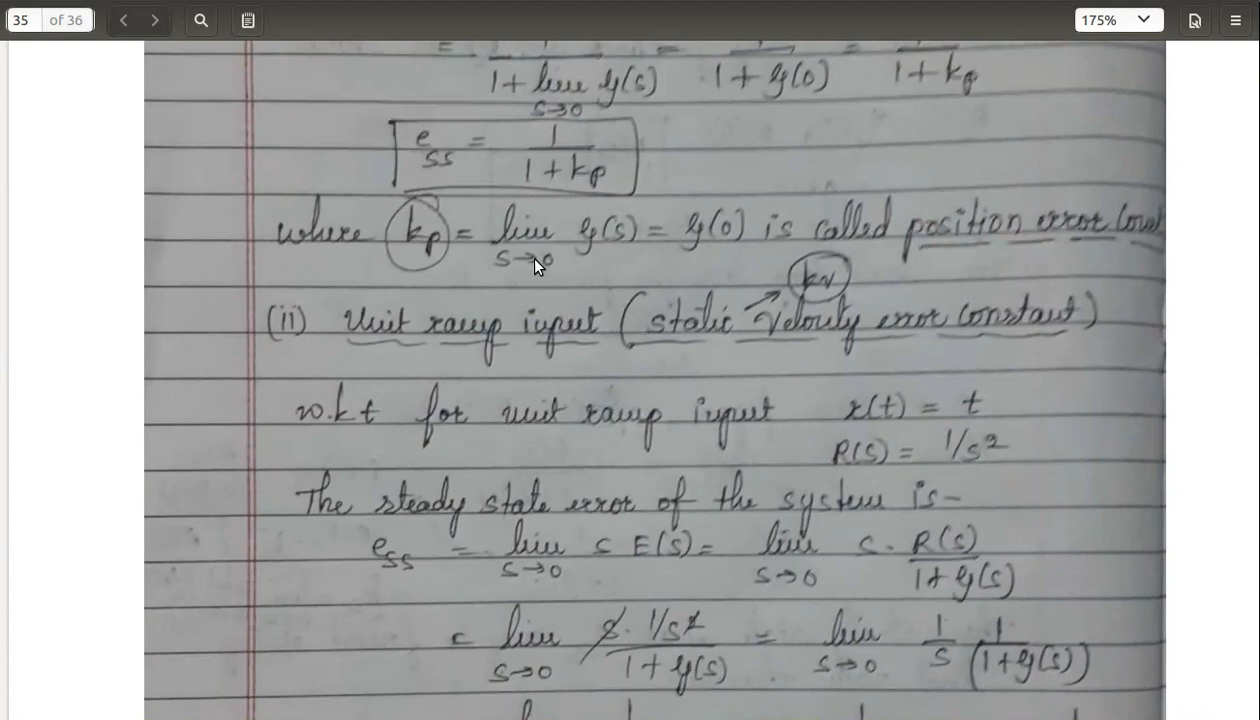 35 of 36
175%
= 1 / (1 + lim s→0 G(s)) = 1 / (1 + G(0)) = 1 / (1 + kp)
ess = 1 / (1 + kp)
where kp = lim s→0 G(s) = G(0) is called position error
kv
(ii) Unit ramp input (static velocity error constant)
w.k t for unit ramp input r(t) = t
R(s) = 1/s²
The steady state error of the system is-
ess = lim s→0 s E(s) = lim s→0 s. R(s) / (1 + G(s))
= lim s→0 s. 1/s² / (1 + G(s)) = lim s→0 1/s 1/(1 + G(s))